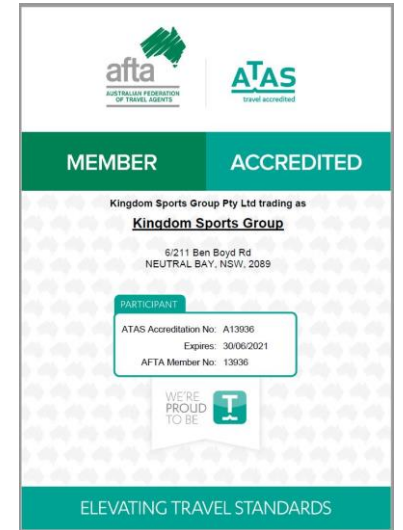 afta
AUSTRALIAN FEDERATION
OF TRAVEL AGENTS
ATAS
travel accredited
MEMBER
ACCREDITED
Kingdom Sports Group Pty Ltd trading as
Kingdom Sports Group
6/211 Ben Boyd Rd
NEUTRAL BAY, NSW, 2089
PARTICIPANT
ATAS Accreditation No: A13936
Expires: 30/06/2021
AFTA Member No: 13936
WE'RE
PROUD
TO BE
ELEVATING TRAVEL STANDARDS